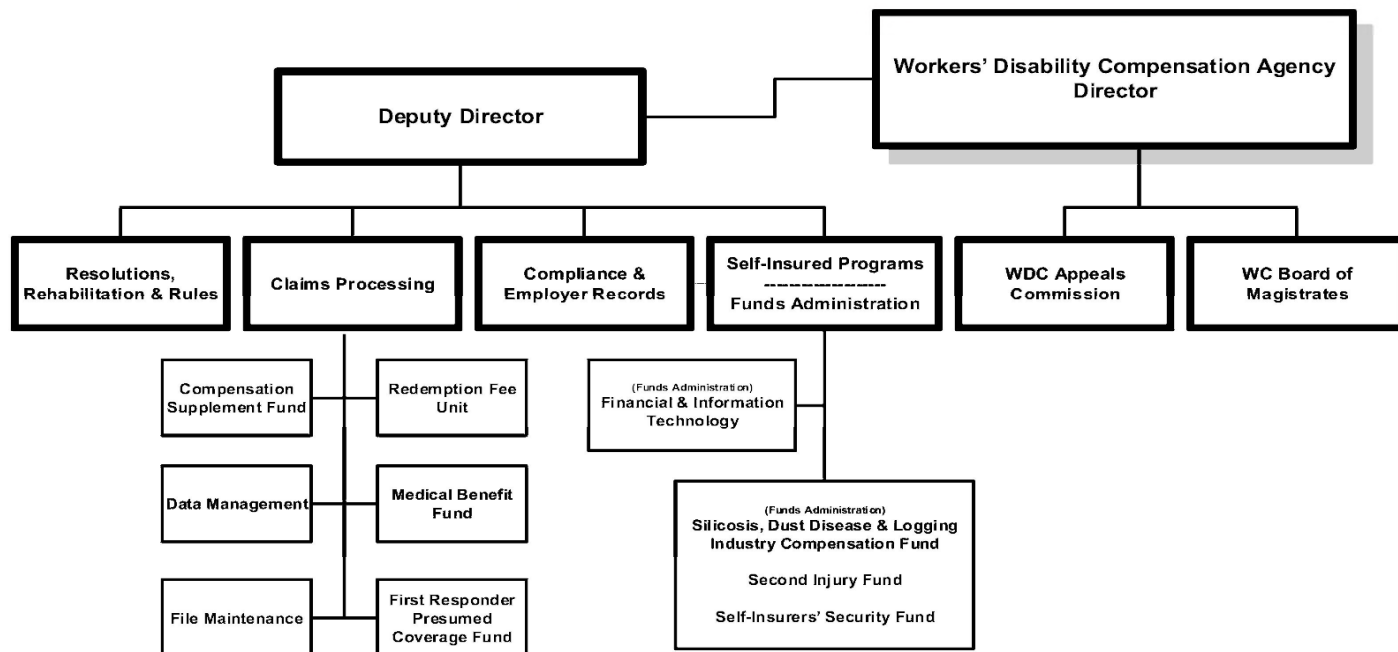 Workers’ Disability Compensation Agency
Director
Deputy Director
Resolutions,
Rehabilitation & Rules
Claims Processing
Compliance &
Employer Records
Self-Insured Programs
--------------------
Funds Administration
WDC Appeals
Commission
WC Board of
Magistrates
Compensation
Supplement Fund
Redemption Fee
Unit
(Funds Administration)
Financial & Information
Technology
Data Management
Medical Benefit
Fund
(Funds Administration)
Silicosis, Dust Disease & Logging
Industry Compensation Fund
Second Injury Fund
Self-Insurers’ Security Fund
File Maintenance
First Responder
Presumed
Coverage Fund